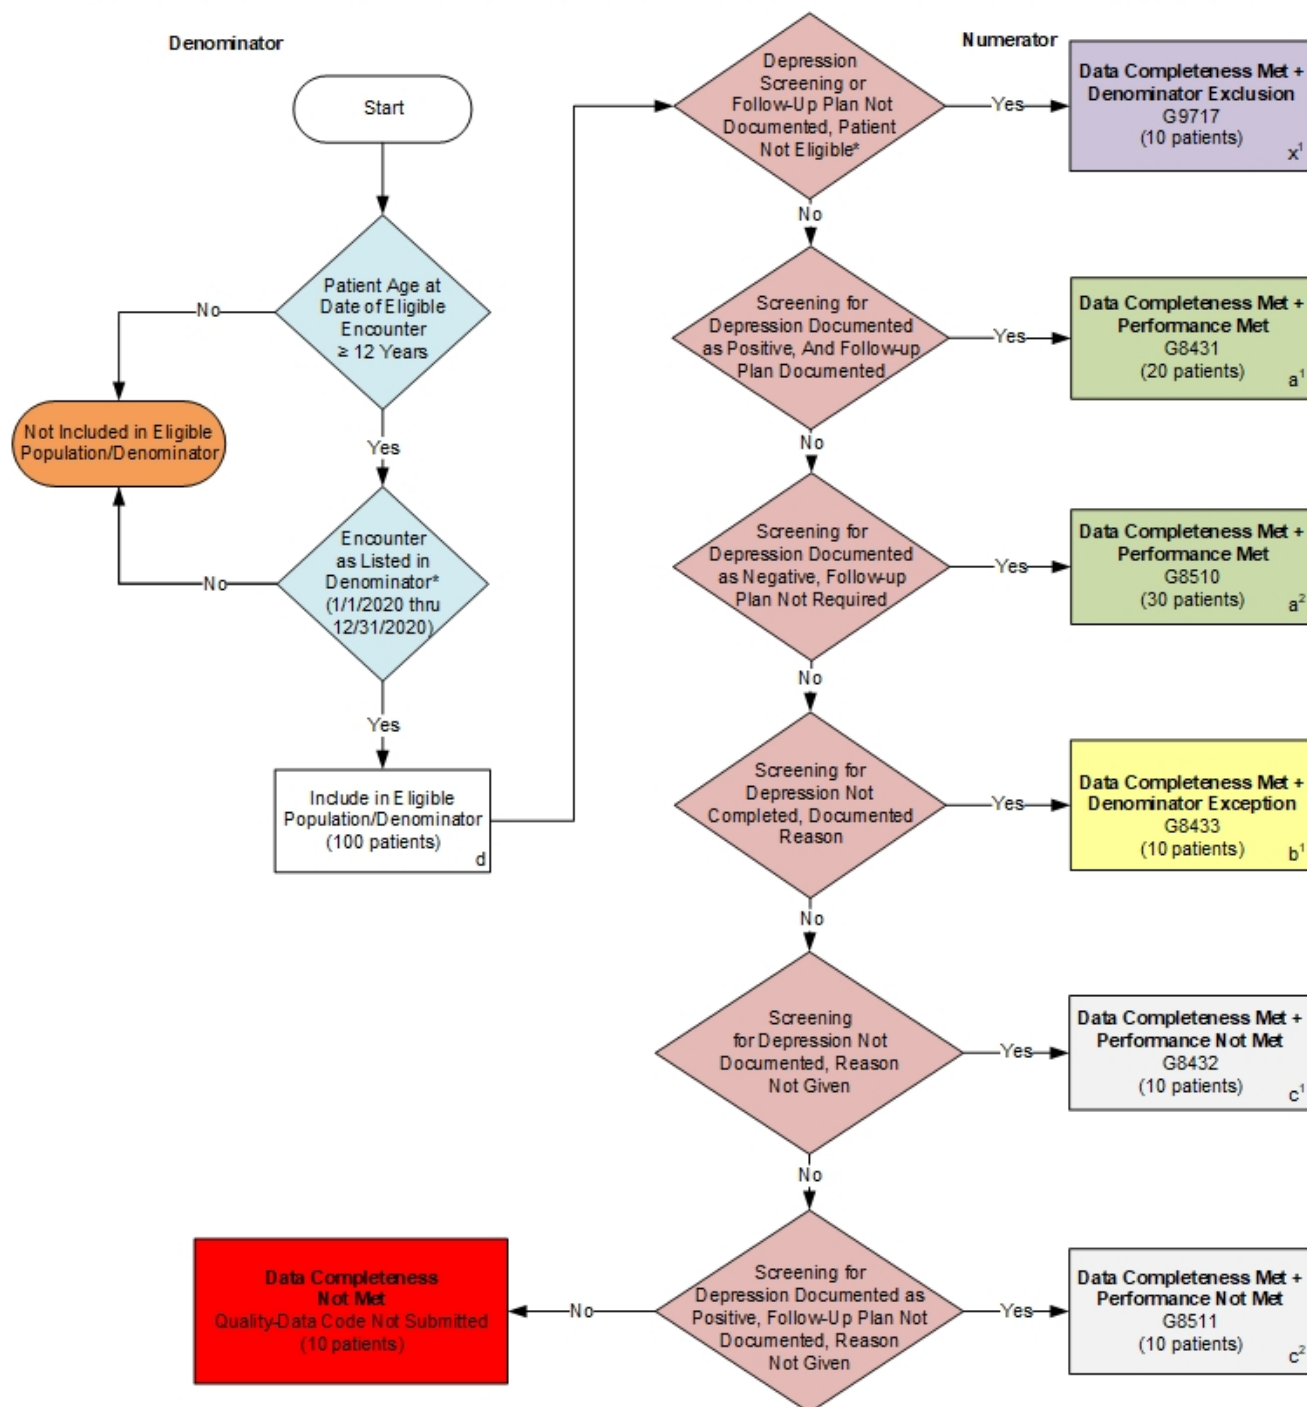 Denominator
Start
Patient Age at
Date of Eligible
Encounter
≥ 12 Years
No
Yes
Not Included in Eligible
Population/Denominator
Encounter
as Listed in
Denominator*
(1/1/2020 thru
12/31/2020)
No
Yes
Include in Eligible
Population/Denominator
(100 patients)
d
Numerator
Depression
Screening or
Follow-Up Plan Not
Documented, Patient
Not Eligible*
Yes
Data Completeness Met +
Denominator Exclusion
G9717
(10 patients)
x¹
No
Screening for
Depression Documented
as Positive, And Follow-up
Plan Documented
Yes
Data Completeness Met +
Performance Met
G8431
(20 patients)
a¹
No
Screening for
Depression Documented
as Negative, Follow-up
Plan Not Required
Yes
Data Completeness Met +
Performance Met
G8510
(30 patients)
a²
No
Screening for
Depression Not
Completed, Documented
Reason
Yes
Data Completeness Met +
Denominator Exception
G8433
(10 patients)
b¹
No
Screening
for Depression Not
Documented, Reason
Not Given
Yes
Data Completeness Met +
Performance Not Met
G8432
(10 patients)
c¹
No
Screening for
Depression Documented as
Positive, Follow-Up Plan Not
Documented, Reason
Not Given
Yes
Data Completeness Met +
Performance Not Met
G8511
(10 patients)
c²
No
Data Completeness
Not Met
Quality-Data Code Not Submitted
(10 patients)